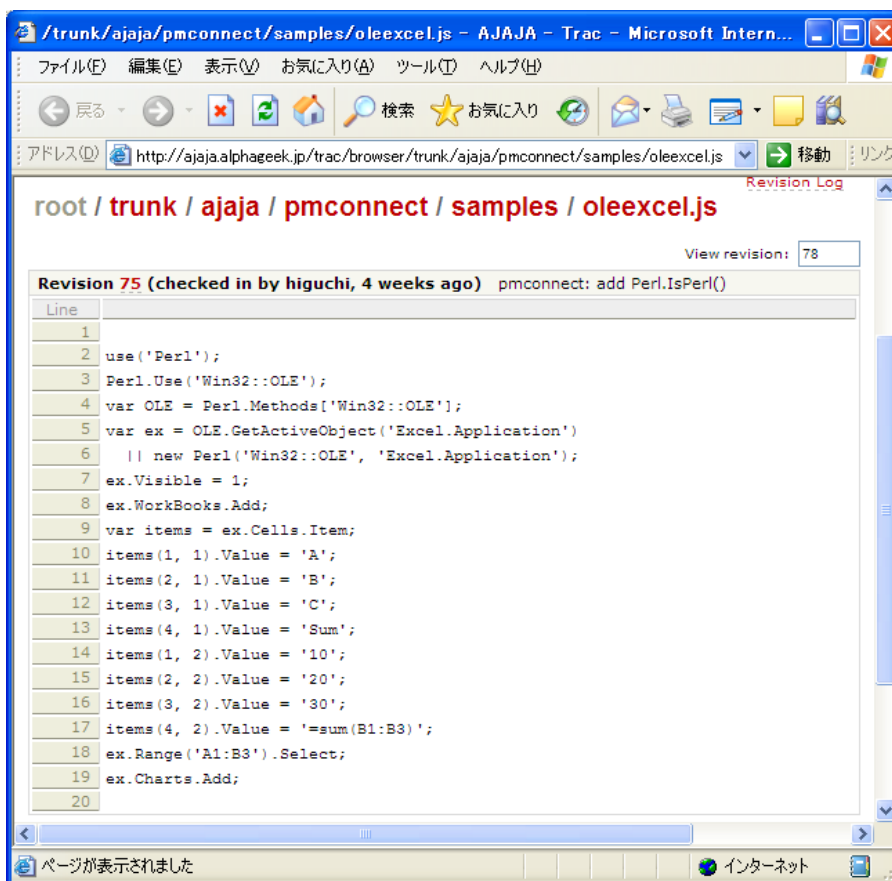 /trunk/ajaja/pmconnect/samples/oleexcel.js - AJAJA - Trac - Microsoft Intern...
ファイル(F) 編集(E) 表示(V) お気に入り(A) ツール(T) ヘルプ(H)
戻る 検索 お気に入り
アドレス(D) http://ajaja.alphageek.jp/trac/browser/trunk/ajaja/pmconnect/samples/oleexcel.js 移動 リンク
Revision Log
root / trunk / ajaja / pmconnect / samples / oleexcel.js
View revision: 78
Revision 75 (checked in by higuchi, 4 weeks ago) pmconnect: add Perl.IsPerl()
Line
1
2 use('Perl');
3 Perl.Use('Win32::OLE');
4 var OLE = Perl.Methods['Win32::OLE'];
5 var ex = OLE.GetActiveObject('Excel.Application')
6 || new Perl('Win32::OLE', 'Excel.Application');
7 ex.Visible = 1;
8 ex.WorkBooks.Add;
9 var items = ex.Cells.Item;
10 items(1, 1).Value = 'A';
11 items(2, 1).Value = 'B';
12 items(3, 1).Value = 'C';
13 items(4, 1).Value = 'Sum';
14 items(1, 2).Value = '10';
15 items(2, 2).Value = '20';
16 items(3, 2).Value = '30';
17 items(4, 2).Value = '=sum(B1:B3)';
18 ex.Range('A1:B3').Select;
19 ex.Charts.Add;
20
ページが表示されました インターネット